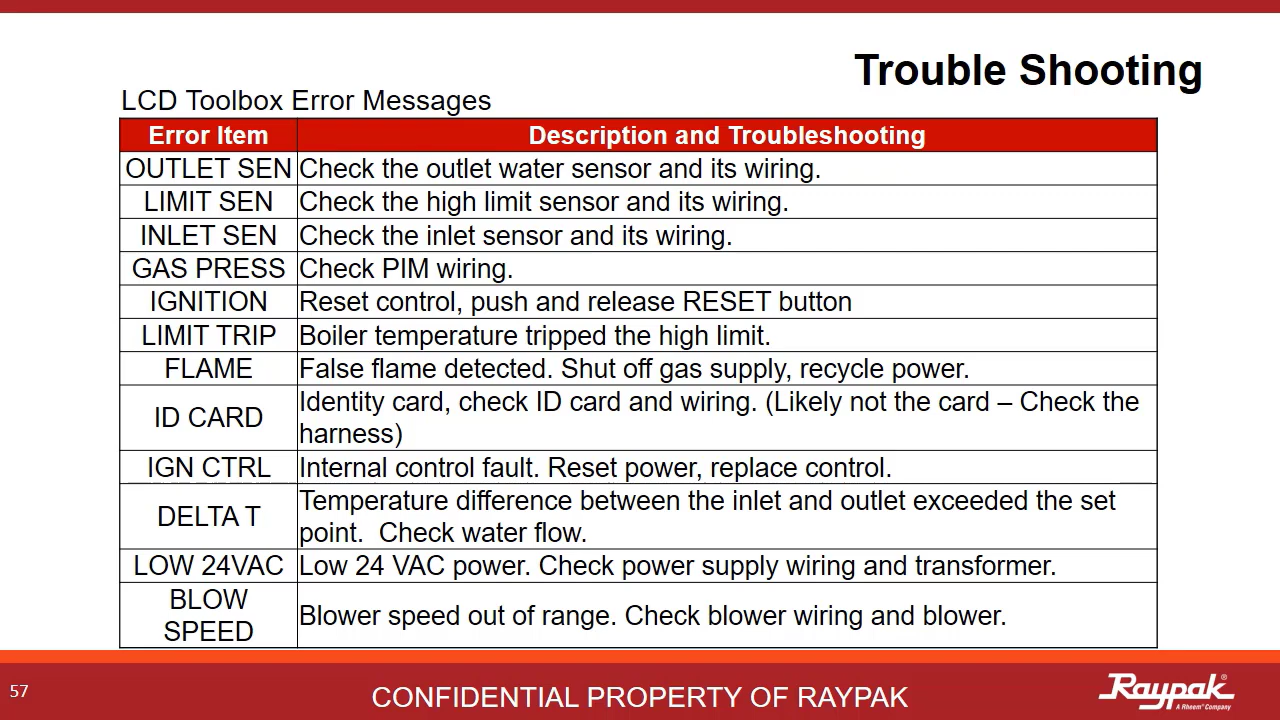 Trouble Shooting
LCD Toolbox Error Messages
Error Item Description and Troubleshooting
OUTLET SEN Check the outlet water sensor and its wiring.
LIMIT SEN Check the high limit sensor and its wiring.
INLET SEN Check the inlet sensor and its wiring.
GAS PRESS Check PIM wiring.
IGNITION Reset control, push and release RESET button
LIMIT TRIP Boiler temperature tripped the high limit.
FLAME False flame detected. Shut off gas supply, recycle power.
ID CARD Identity card, check ID card and wiring. (Likely not the card – Check the
harness)
IGN CTRL Internal control fault. Reset power, replace control.
DELTA T Temperature difference between the inlet and outlet exceeded the set
point.  Check water flow.
LOW 24VAC Low 24 VAC power. Check power supply wiring and transformer.
BLOW
SPEED Blower speed out of range. Check blower wiring and blower.
57
CONFIDENTIAL PROPERTY OF RAYPAK
Raypak®
A Rheem® Company